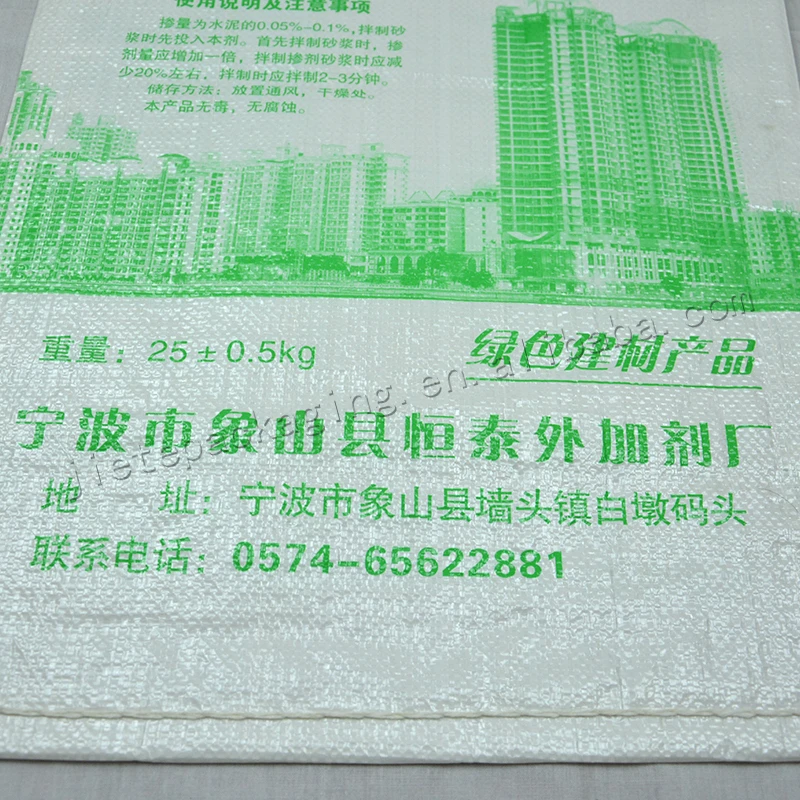 使用说明及注意事项
掺量为水泥的0.05%-0.1%,拌制砂
浆时先投入本剂。首先拌制砂浆时，掺
剂量应增加一倍，拌制掺剂砂浆时应减
少20%左右，拌制时应拌制2-3分钟。
储存方法：放置通风，干燥处。
本产品无毒，无腐蚀。
重量：25±0.5kg
绿色建材产品
宁波市象山县恒泰外加剂厂
地 址：宁波市象山县墙头镇白墩码头
联系电话：0574-65622881
jietepackaging.en.alibaba.com